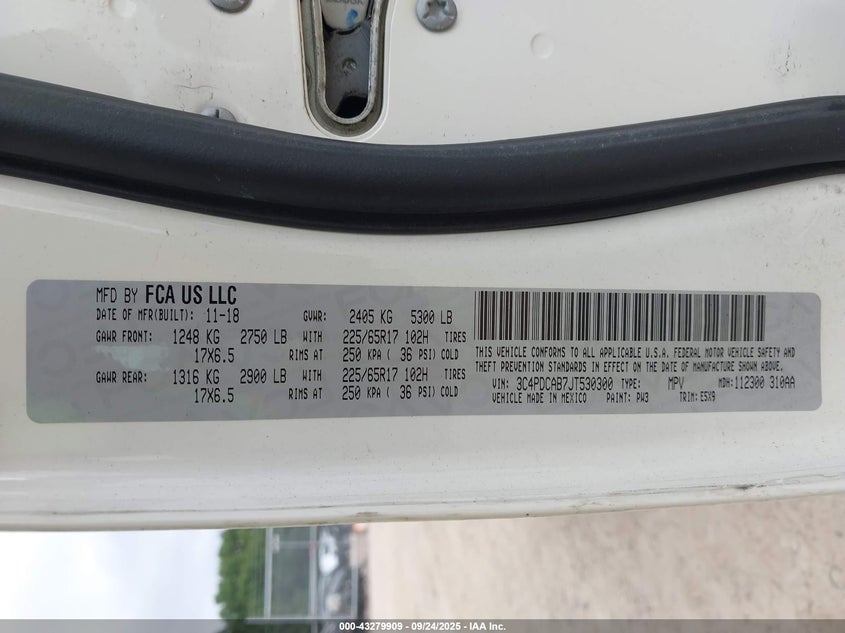 MFD BY FCA US LLC
DATE OF MFR(BUILT): 11-18 GVWR: 2405 KG 5300 LB
GAWR FRONT: 1248 KG 2750 LB WITH 225/65R17 102H TIRES
17X6.5 RIMS AT 250 KPA ( 36 PSI) COLD
GAWR REAR: 1316 KG 2900 LB WITH 225/65R17 102H TIRES
17X6.5 RIMS AT 250 KPA ( 36 PSI) COLD
THIS VEHICLE CONFORMS TO ALL APPLICABLE U.S.A. FEDERAL MOTOR VEHICLE SAFETY AND
THEFT PREVENTION STANDARDS IN EFFECT ON THE DATE OF MANUFACTURE SHOWN ABOVE.
VIN: 3C4PDCAB7JT530300 TYPE: MPV MDH: 112300 310AA
VEHICLE MADE IN MEXICO PAINT: PW3 TRIM: E5X9
000-43279909 - 09/24/2025 - IAA Inc.